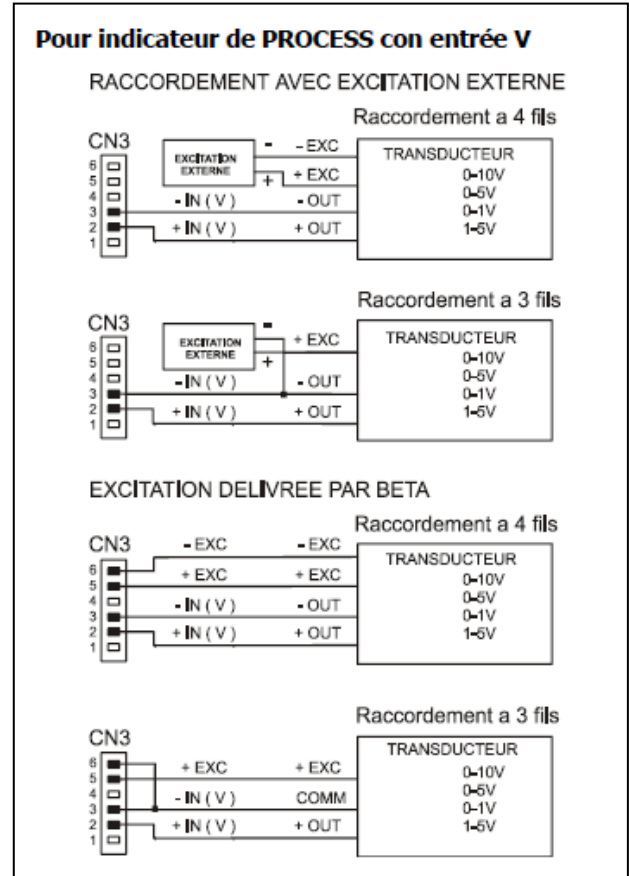 Pour indicateur de PROCESS con entrée V
RACCORDEMENT AVEC EXCITATION EXTERNE
Raccordement a 4 fils
CN3
6
5
4
3
2
1
EXCITATION
EXTERNE
-
+
- EXC
+ EXC
- IN ( V )
- OUT
+ IN ( V )
+ OUT
TRANSDUCTEUR
0-10V
0-5V
0-1V
1-5V
Raccordement a 3 fils
CN3
6
5
4
3
2
1
EXCITATION
EXTERNE
-
+
+ EXC
- IN ( V )
- OUT
+ IN ( V )
+ OUT
TRANSDUCTEUR
0-10V
0-5V
0-1V
1-5V
EXCITATION DELIVREE PAR BETA
Raccordement a 4 fils
CN3
6
5
4
3
2
1
- EXC
- EXC
+ EXC
+ EXC
- IN ( V )
- OUT
+ IN ( V )
+ OUT
TRANSDUCTEUR
0-10V
0-5V
0-1V
1-5V
Raccordement a 3 fils
CN3
6
5
4
3
2
1
+ EXC
+ EXC
- IN ( V )
COMM
+ IN ( V )
+ OUT
TRANSDUCTEUR
0-10V
0-5V
0-1V
1-5V